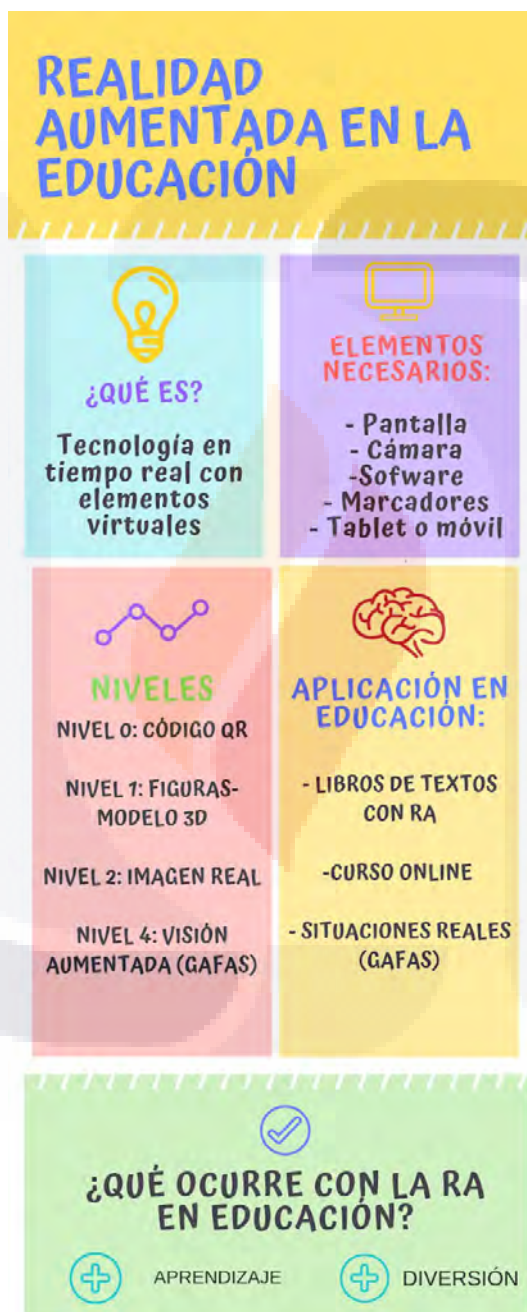 REALIDAD
AUMENTADA EN LA
EDUCACIÓN
¿QUÉ ES?
Tecnología en
tiempo real con
elementos
virtuales
ELEMENTOS
NECESARIOS:
- Pantalla
- Cámara
-Sofware
- Marcadores
- Tablet o móvil
NIVELES
NIVEL 0: CÓDIGO QR
NIVEL 1: FIGURAS-
MODELO 3D
NIVEL 2: IMAGEN REAL
NIVEL 4: VISIÓN
AUMENTADA (GAFAS)
APLICACIÓN EN
EDUCACIÓN:
- LIBROS DE TEXTOS
CON RA
-CURSO ONLINE
- SITUACIONES REALES
(GAFAS)
¿QUÉ OCURRE CON LA RA
EN EDUCACIÓN?
APRENDIZAJE
DIVERSIÓN